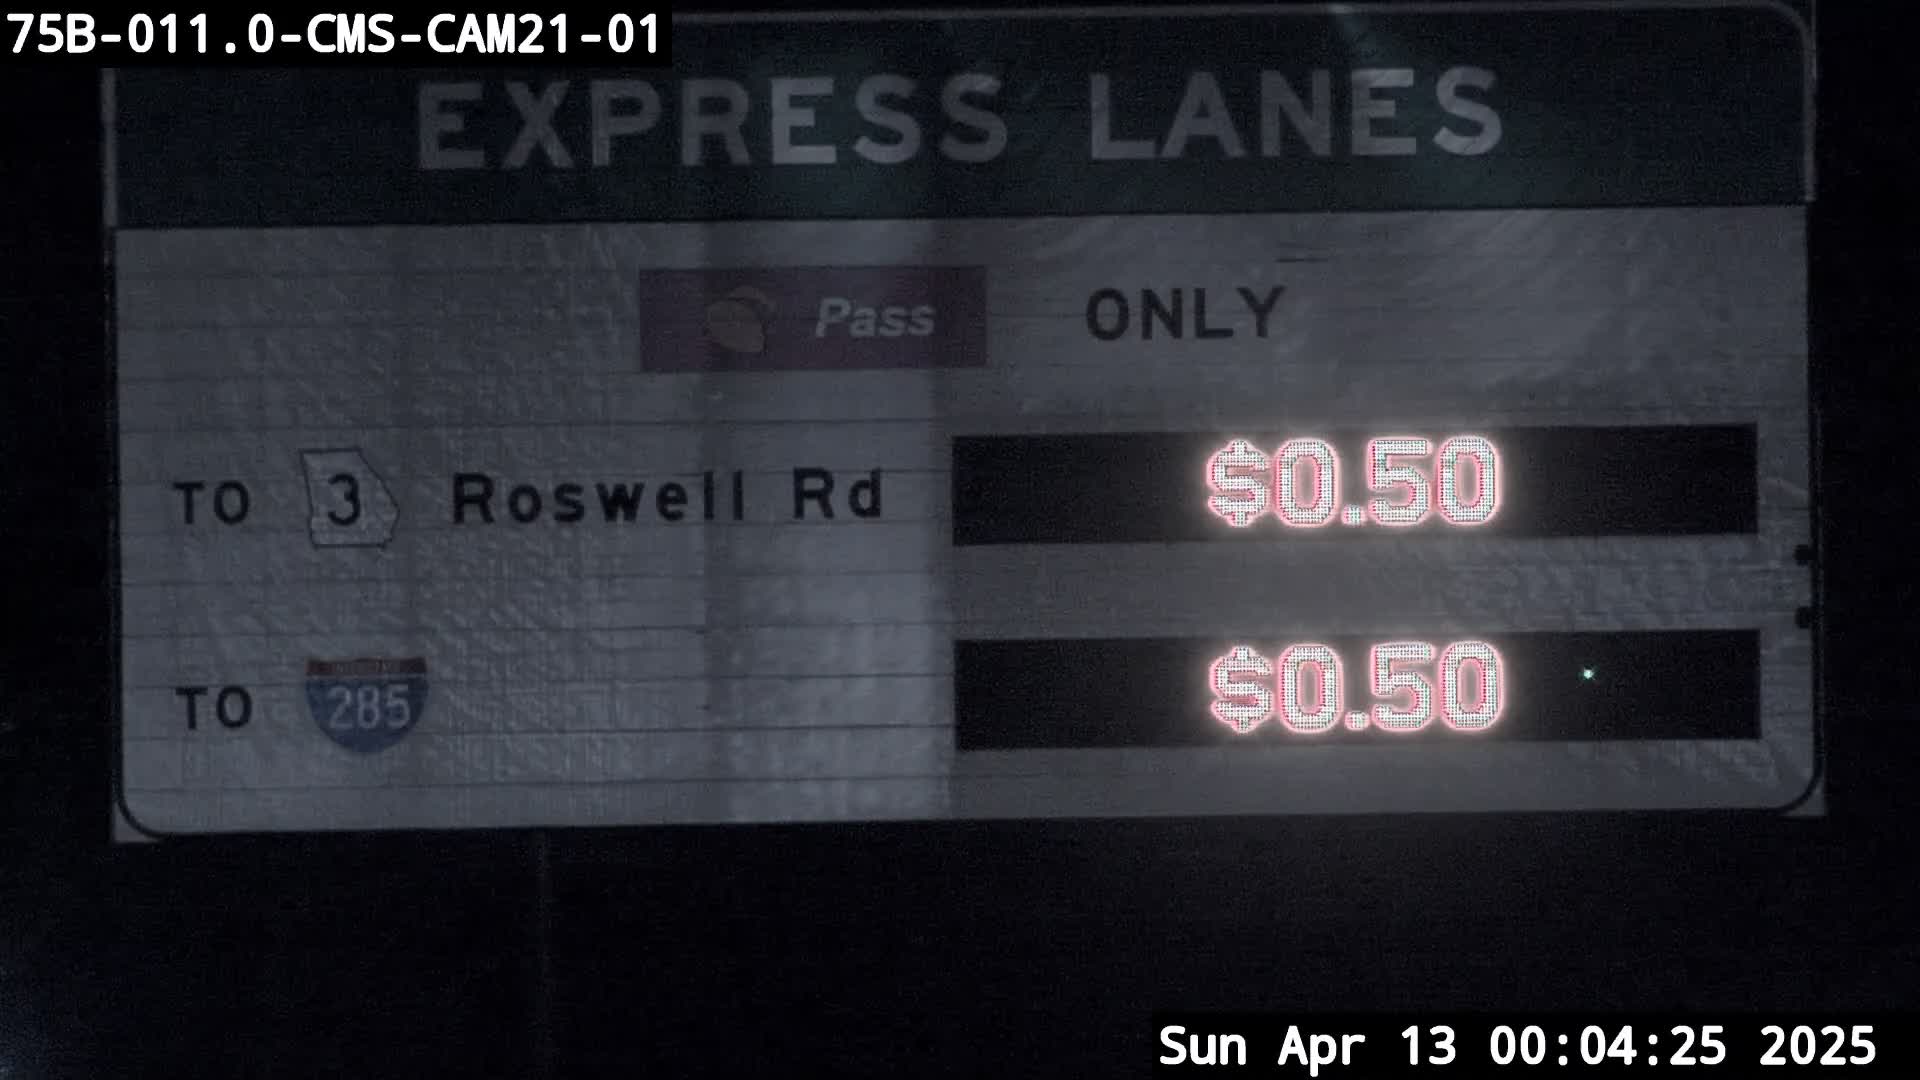 75B-011.0-CMS-CAM21-01
EXPRESS LANES
Pass ONLY
TO 3 Roswell Rd $0.50
TO 285 $0.50
Sun Apr 13 00:04:25 2025